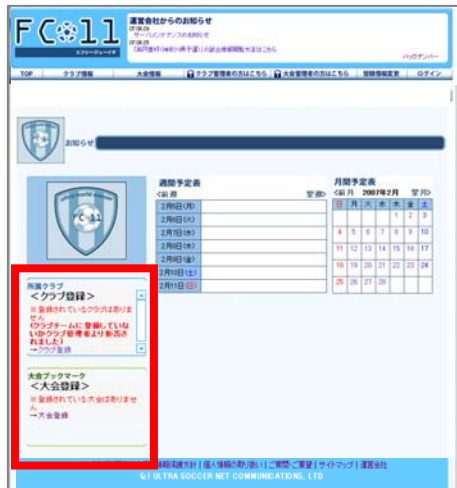 FC11
エフシーイレブン
運営会社からのお知らせ
07.08.29
サーバメンテナンスのお知らせ
07.08.25
バックナンバー
TOP
クラブ情報
大会情報
クラブ管理者の方はこちら
大会管理者の方はこちら
登録情報変更
ログイン
お知らせ
FC-11
週間予定表
<前週
翌週>
2月5日(月)
2月6日(火)
2月7日(水)
2月8日(木)
2月9日(金)
2月10日(土)
2月11日(日)
月間予定表
<前月 2007年2月 翌月>
日 月 火 水 木 金 土
1 2 3
4 5 6 7 8 9 10
11 12 13 14 15 16 17
18 19 20 21 22 23 24
25 26 27 28
所属クラブ
<クラブ登録>
※登録されているクラブはありま
せん
(クラブチームに登録していな
いかクラブ管理者より拒否さ
れました)
→クラブ登録
大会ブックマーク
<大会登録>
※登録されている大会はありませ
ん
→大会登録
情報保護方針 | 個人情報の取り扱い | ご質問・ご要望 | サイトマップ | 運営会社
(c) ULTRA SOCCER NET COMMUNICATIONS. LTD